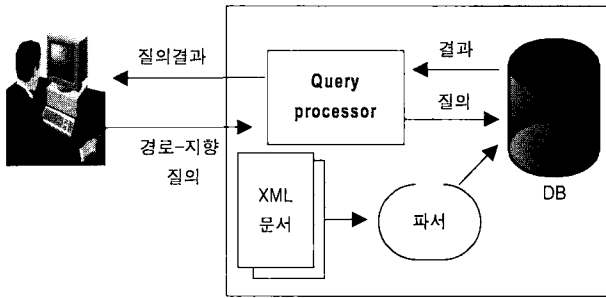 질의결과
결과
Query
processor
질의
경로-지향
질의
XML
문서
파서
DB